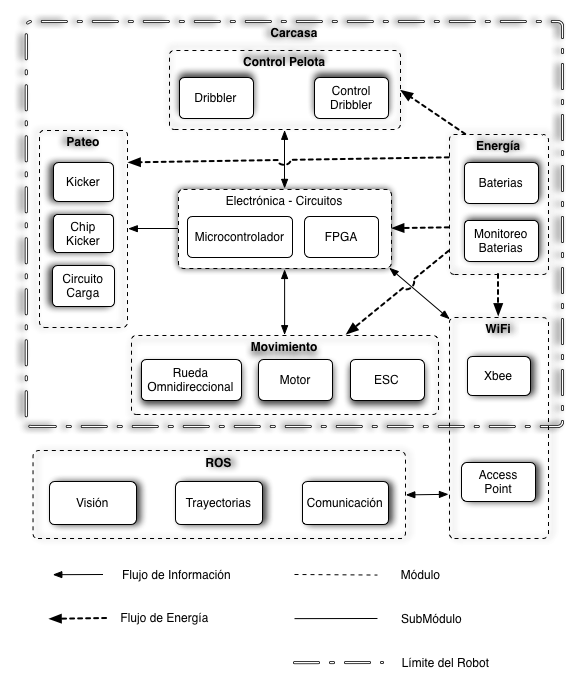 Carcasa
Control Pelota
Dribbler
Control
Dribbler
Pateo
Kicker
Chip
Kicker
Circuito
Carga
Energía
Baterias
Monitoreo
Baterias
Electrónica - Circuitos
Microcontrolador
FPGA
Movimiento
Rueda
Omnidireccional
Motor
ESC
WiFi
Xbee
Access
Point
ROS
Visión
Trayectorias
Comunicación
Flujo de Información
Módulo
Flujo de Energía
SubMódulo
Límite del Robot